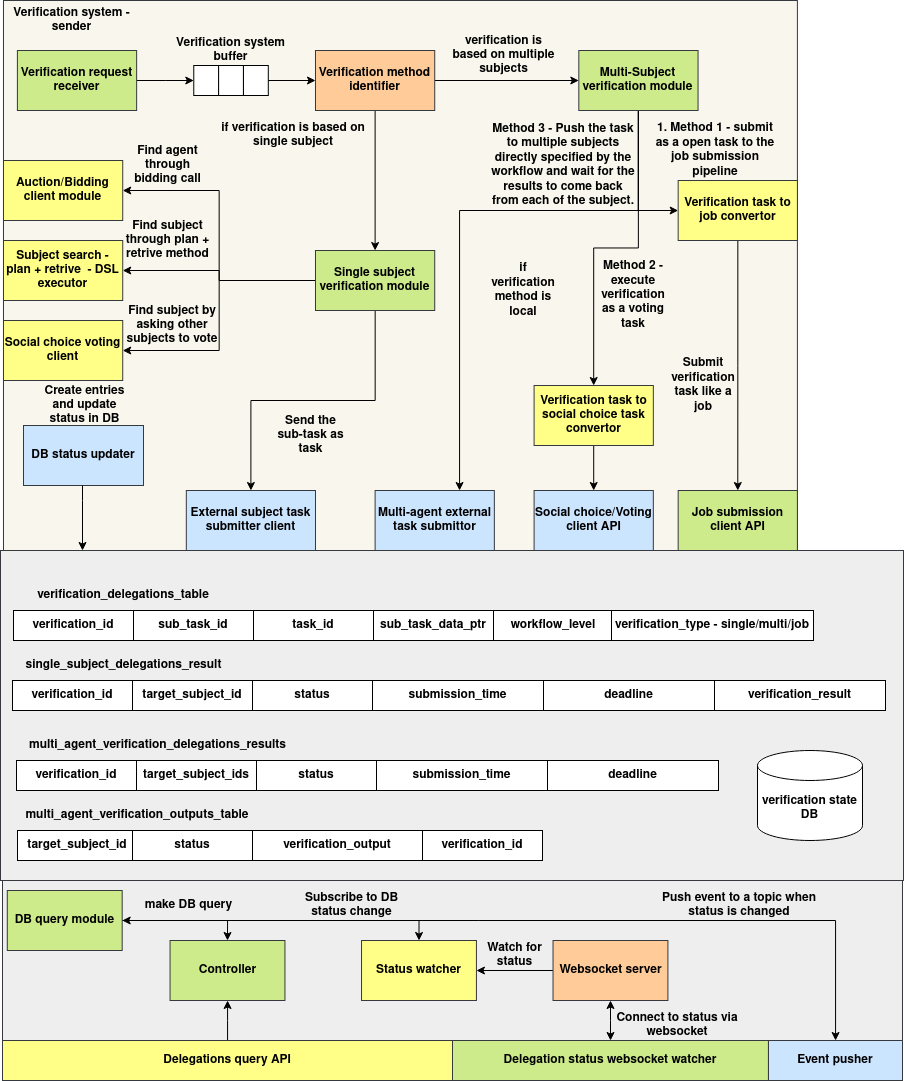 Verification system -
sender
Verification request
receiver
Verification system
buffer
Verification method
identifier
verification is
based on multiple
subjects
Multi-Subject
verification module
if verification is based on
single subject
Method 3 - Push the task
to multiple subjects
directly specified by the
workflow and wait for the
results to come back
from each of the subject.
1. Method 1 - submit
as a open task to the
job submission
pipeline
Find agent
through
bidding call
Auction/Bidding
client module
Verification task to
job convertor
Find subject
through plan +
retrive method
Subject search -
plan + retrive  - DSL
executor
Single subject
verification module
if
verification
method is
local
Method 2 -
execute
verification
as a voting
task
Find subject by
asking other
subjects to vote
Social choice voting
client
Create entries
and update
status in DB
DB status updater
Send the
sub-task as
task
Submit
verification
task like a
job
Verification task to
social choice task
convertor
External subject task
submitter client
Multi-agent external
task submittor
Social choice/Voting
client API
Job submission
client API
verification_delegations_table
verification_id
sub_task_id
task_id
sub_task_data_ptr
workflow_level
verification_type - single/multi/job
single_subject_delegations_result
verification_id
target_subject_id
status
submission_time
deadline
verification_result
multi_agent_verification_delegations_results
verification_id
target_subject_ids
status
submission_time
deadline
multi_agent_verification_outputs_table
target_subject_id
status
verification_output
verification_id
verification state
DB
DB query module
make DB query
Subscribe to DB
status change
Push event to a topic when
status is changed
Controller
Status watcher
Watch for
status
Websocket server
Connect to status via
websocket
Delegations query API
Delegation status websocket watcher
Event pusher